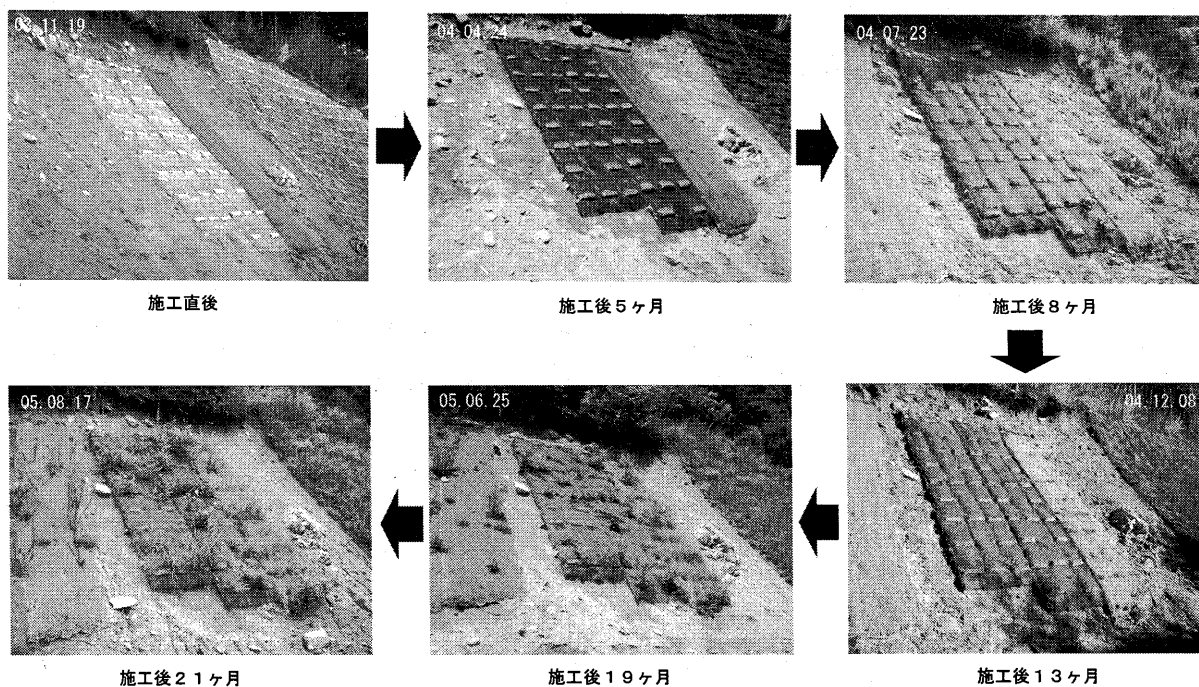 03.11.19
施工直後
04.04.24
施工後5ヶ月
04.07.23
施工後8ヶ月
04.12.08
施工後13ヶ月
05.06.25
施工後19ヶ月
05.08.17
施工後21ヶ月